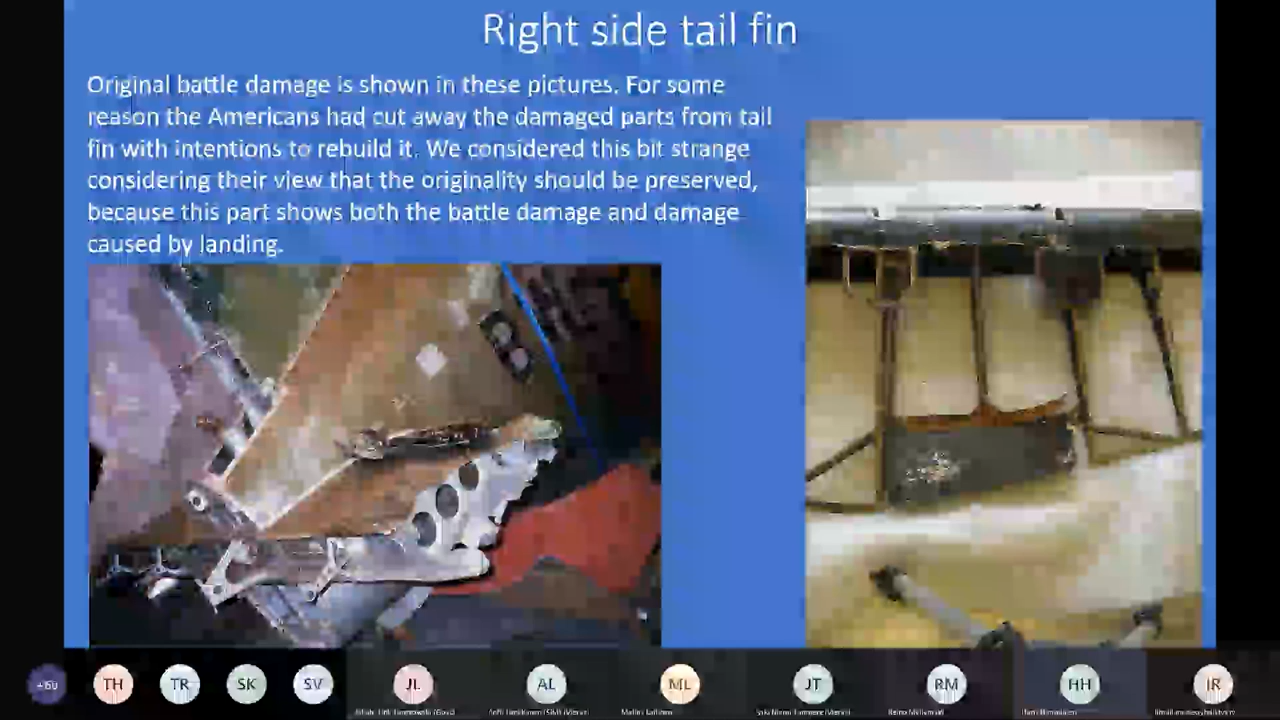 Right side tail fin
Original battle damage is shown in these pictures. For some
reason the Americans had cut away the damaged parts from tail
fin with intentions to rebuild it. We considered this bit strange
considering their view that the originality should be preserved,
because this part shows both the battle damage and damage
caused by landing.
TH TR SK SV JL AL ML JT RM HH IR